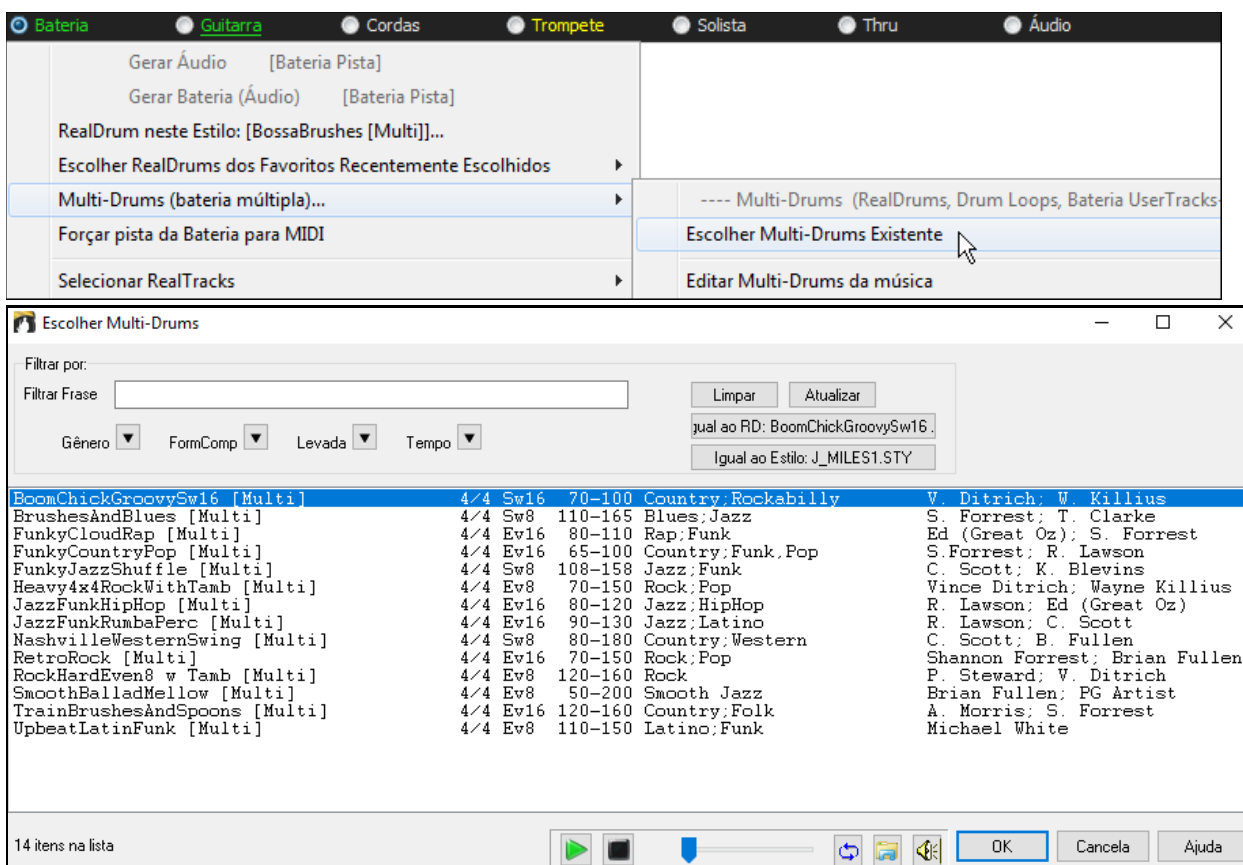 Bateria Guitarra Cordas Trompete Solista Thru Áudio
Gerar Áudio [Bateria Pista]
Gerar Bateria (Áudio) [Bateria Pista]
RealDrum neste Estilo: [BossaBrushes [Multi]]...
Escolher RealDrums dos Favoritos Recentemente Escolhidos
Multi-Drums (bateria múltipla)...
---- Multi-Drums (RealDrums, Drum Loops, Bateria UserTracks-
Forçar pista da Bateria para MIDI
Escolher Multi-Drums Existente
Selecionar RealTracks
Editar Multi-Drums da música
Escolher Multi-Drums
Filtrar por:
Filtrar Frase
Limpar Atualizar
gual ao RD: BoomChickGroovySw16 .
Gênero FormComp Levada Tempo
Igual ao Estilo: J_MILES1.STY
BoomChickGroovySw16 [Multi] 4/4 Sw16 70-100 Country;Rockabilly V. Ditrich; W. Killius
BrushesAndBlues [Multi] 4/4 Sw8 110-165 Blues;Jazz S. Forrest; T. Clarke
FunkyCloudRap [Multi] 4/4 Ev16 80-110 Rap;Funk Ed (Great Oz); S. Forrest
FunkyCountryPop [Multi] 4/4 Ev16 65-100 Country;Funk,Pop S.Forrest; R. Lawson
FunkyJazzShuffle [Multi] 4/4 Sw8 108-158 Jazz;Funk C. Scott; K. Blevins
Heavy4x4RockWithTamb [Multi] 4/4 Ev8 70-150 Rock;Pop Vince Ditrich; Wayne Killius
JazzFunkHipHop [Multi] 4/4 Ev16 80-120 Jazz;HipHop R. Lawson; Ed (Great Oz)
JazzFunkRumbaPerc [Multi] 4/4 Ev16 90-130 Jazz;Latino R. Lawson; C. Scott
NashvilleWesternSwing [Multi] 4/4 Sw8 80-180 Country;Western C. Scott; B. Fullen
RetroRock [Multi] 4/4 Ev16 70-150 Rock;Pop Shannon Forrest; Brian Fullen
RockHardEven8 w Tamb [Multi] 4/4 Ev8 120-160 Rock P. Steward; V. Ditrich
SmoothBalladMellow [Multi] 4/4 Ev8 50-200 Smooth Jazz Brian Fullen; PG Artist
TrainBrushesAndSpoons [Multi] 4/4 Ev16 120-160 Country;Folk A. Morris; S. Forrest
UpbeatLatinFunk [Multi] 4/4 Ev8 110-150 Latino;Funk Michael White
14 itens na lista
OK Cancela Ajuda